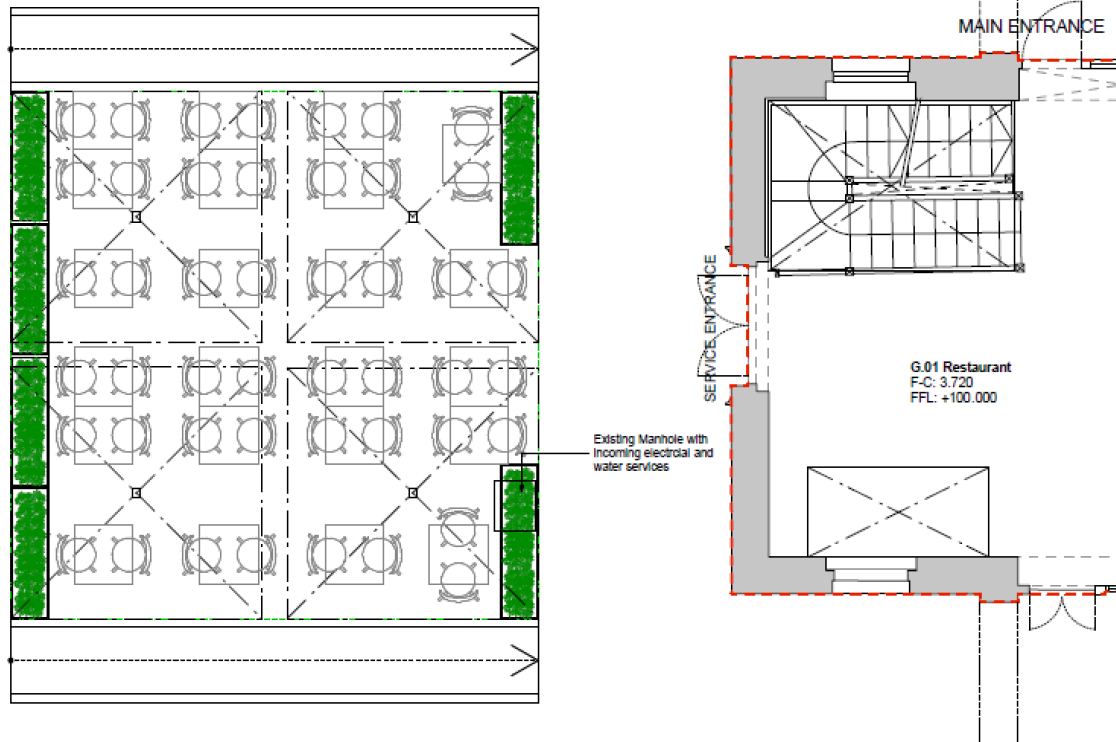 MAIN ENTRANCE
SERVICE ENTRANCE
G.01 Restaurant
F-C: 3.720
FFL: +100.000
Existing Manhole with
incoming electrcial and
water services